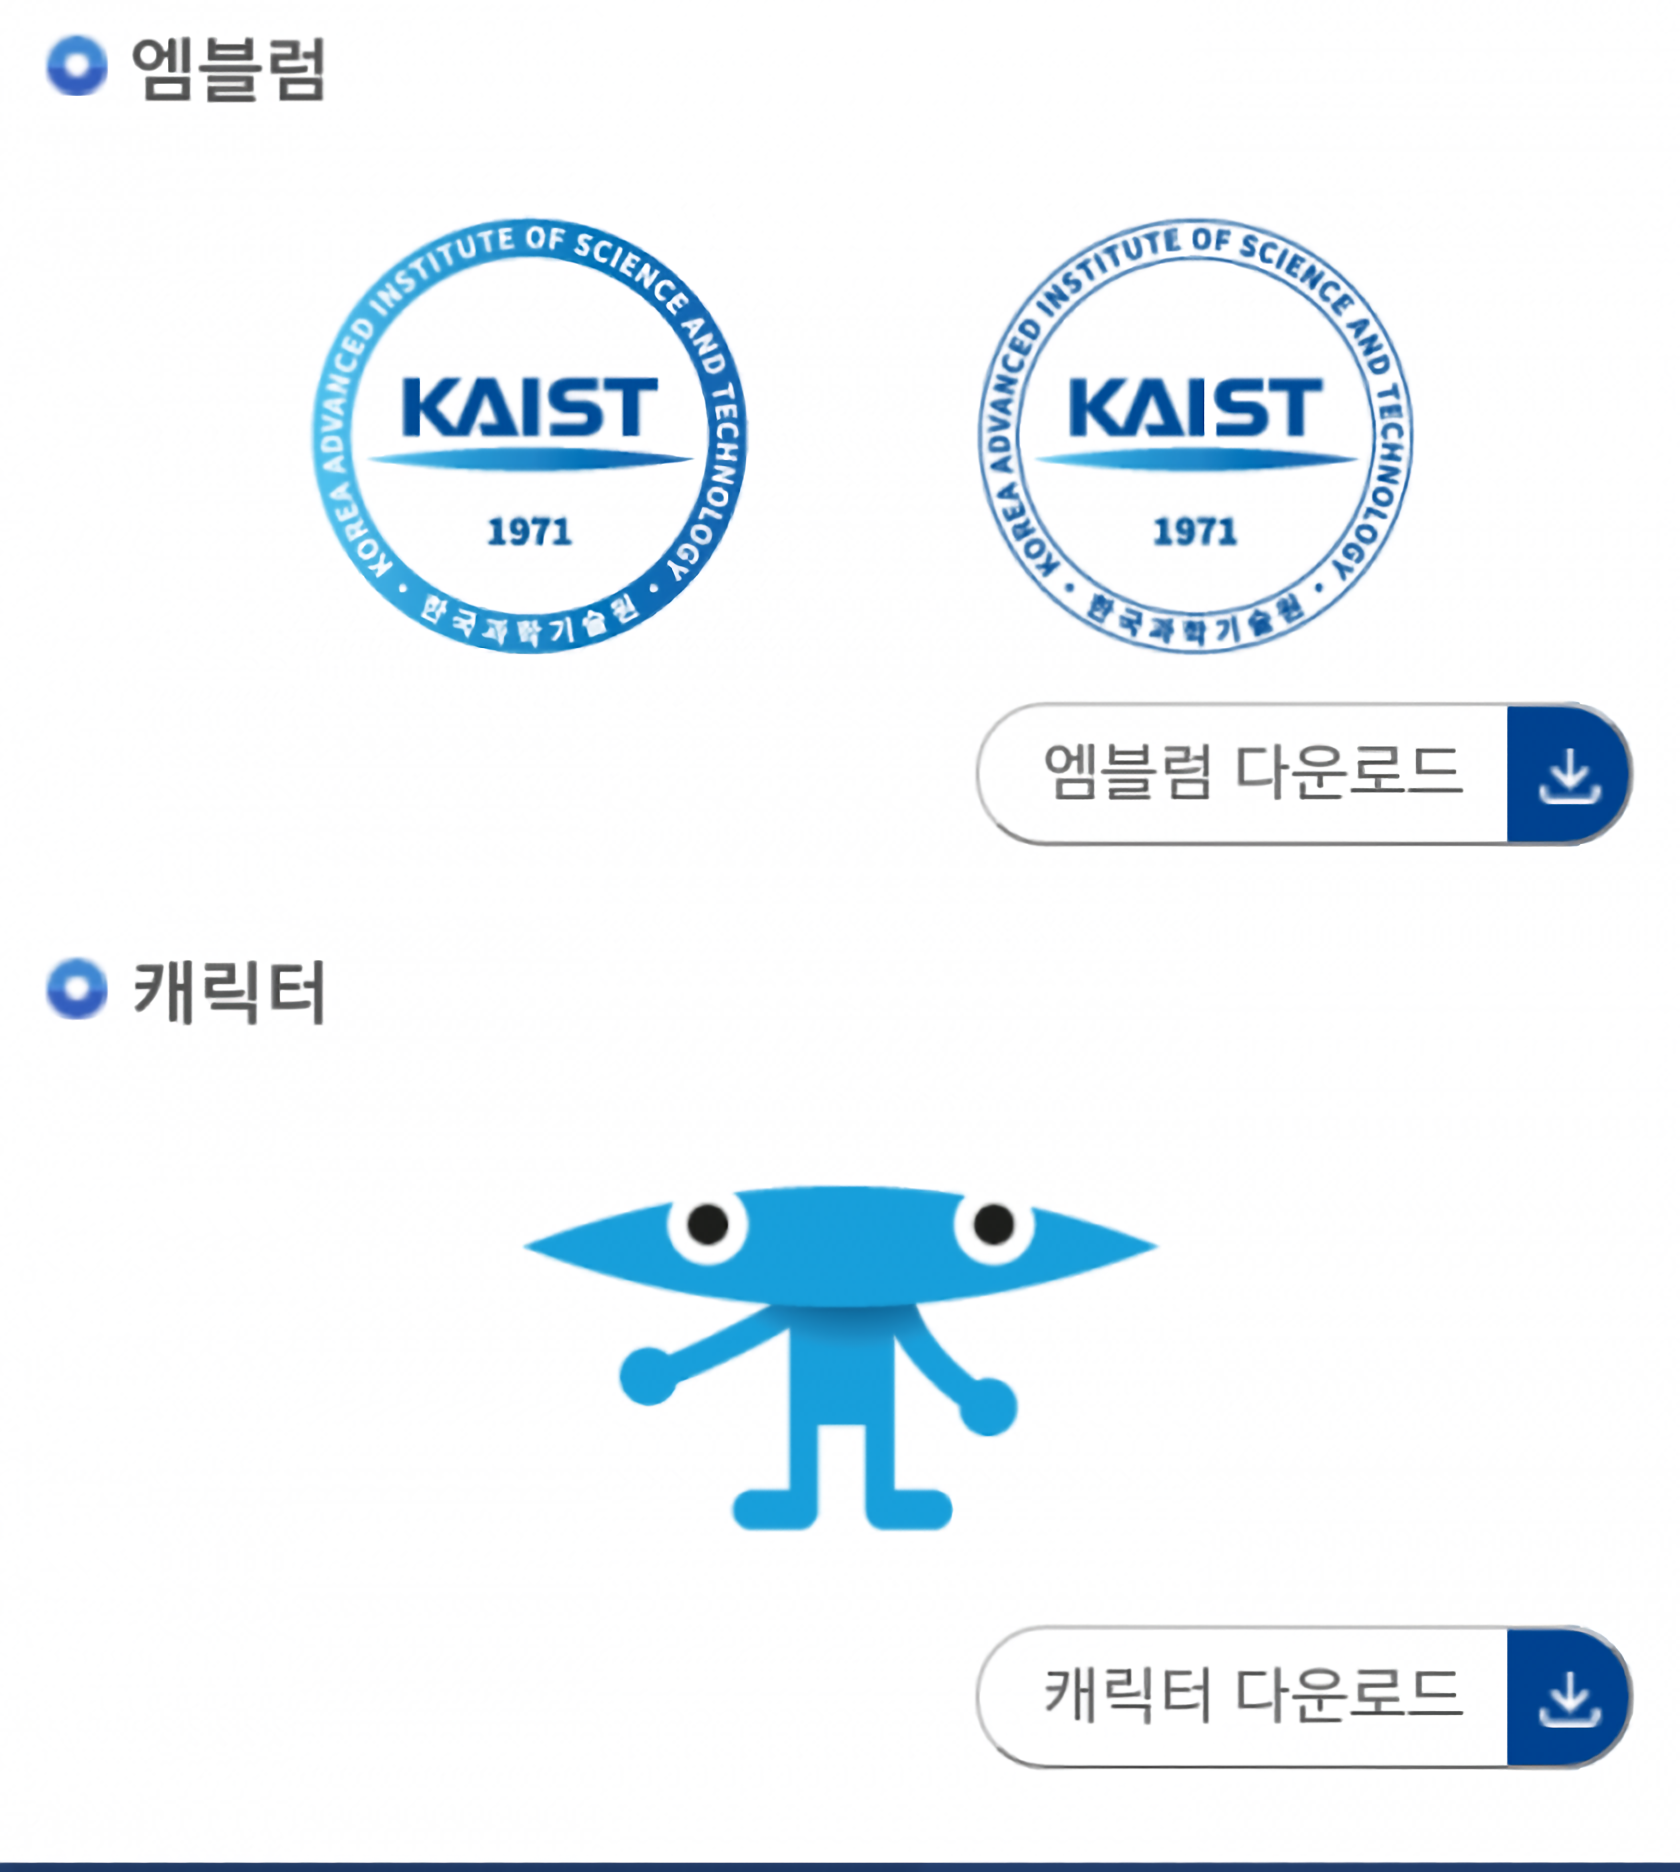 엠블럼
KOREA ADVANCED INSTITUTE OF SCIENCE AND TECHNOLOGY
KAIST
1971
• 한국과학기술원 •
KOREA ADVANCED INSTITUTE OF SCIENCE AND TECHNOLOGY
KAIST
1971
• 한국과학기술원 •
엠블럼 다운로드
캐릭터
캐릭터 다운로드